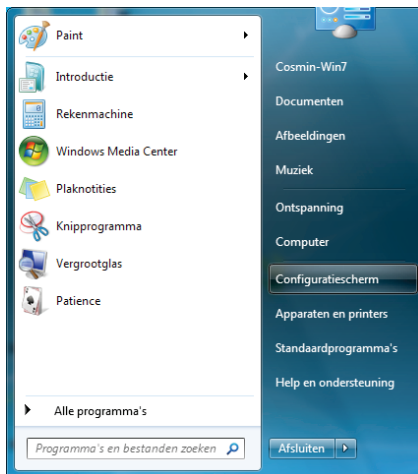 Paint
Introductie
Rekenmachine
Windows Media Center
Plaknotities
Knipprogramma
Vergrootglas
Patience
Alle programma's
Programma's en bestanden zoeken
Cosmin-Win7
Documenten
Afbeeldingen
Muziek
Ontspanning
Computer
Configuratiescherm
Apparaten en printers
Standaardprogramma's
Help en ondersteuning
Afsluiten